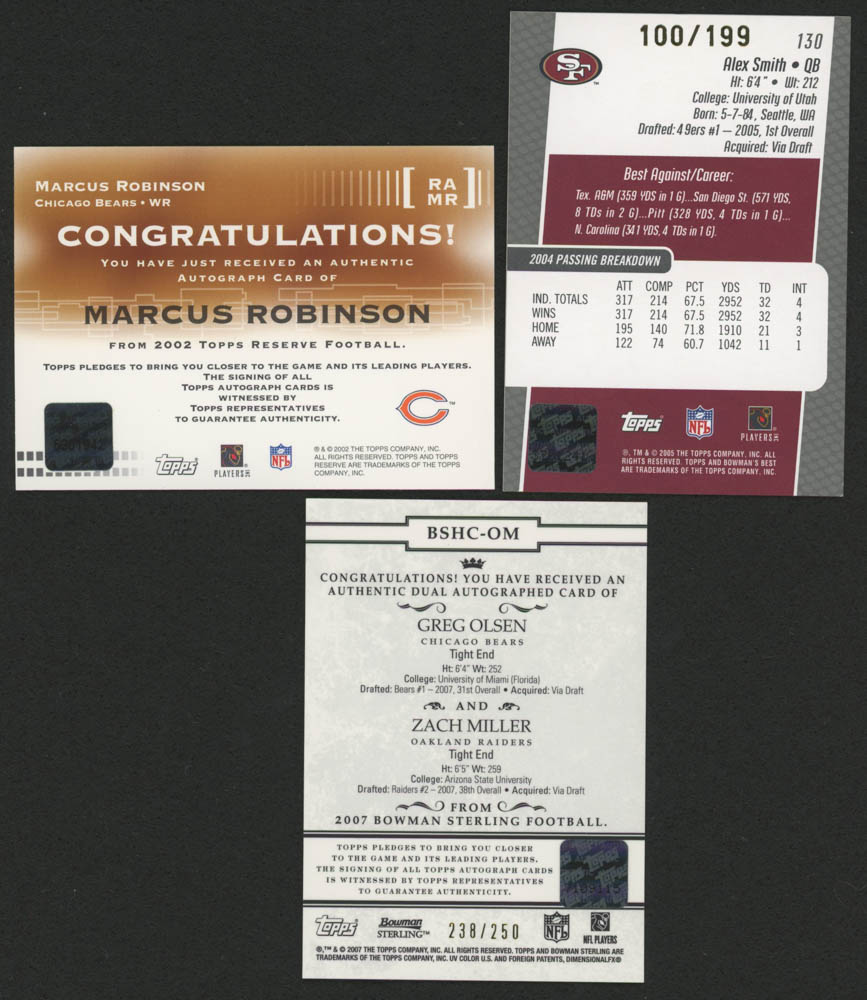 MARCUS ROBINSON
CHICAGO BEARS • WR
RA
MR
CONGRATULATIONS!
YOU HAVE JUST RECEIVED AN AUTHENTIC
AUTOGRAPH CARD OF
MARCUS ROBINSON
FROM 2002 TOPPS RESERVE FOOTBALL.
TOPPS PLEDGES TO BRING YOU CLOSER TO THE GAME AND ITS LEADING PLAYERS.
THE SIGNING OF ALL
TOPPS AUTOGRAPH CARDS IS
WITNESSED BY
TOPPS REPRESENTATIVES
TO GUARANTEE AUTHENTICITY.
C
Topps
PLAYERS INC
NFL
® & © 2002 THE TOPPS COMPANY, INC.
ALL RIGHTS RESERVED. TOPPS AND TOPPS
RESERVE ARE TRADEMARKS OF THE TOPPS
COMPANY, INC.
100/199
130
SF
Alex Smith • QB
Ht: 6'4" • Wt: 212
College: University of Utah
Born: 5-7-84, Seattle, WA
Drafted: 49ers #1 – 2005, 1st Overall
Acquired: Via Draft
Best Against/Career:
Tex. A&M (359 YDS in 1 G)...San Diego St. (571 YDS,
8 TDs in 2 G)...Pitt (328 YDS, 4 TDs in 1 G)...
N. Carolina (341 YDS, 4 TDs in 1 G).
2004 PASSING BREAKDOWN
ATT COMP PCT YDS TD INT
IND. TOTALS 317 214 67.5 2952 32 4
WINS 317 214 67.5 2952 32 4
HOME 195 140 71.8 1910 21 3
AWAY 122 74 60.7 1042 11 1
Topps
NFL
PLAYERS INC
®, TM & © 2005 THE TOPPS COMPANY, INC. ALL
RIGHTS RESERVED. TOPPS AND BOWMAN'S BEST
ARE TRADEMARKS OF THE TOPPS COMPANY, INC.
BSHC-OM
CONGRATULATIONS! YOU HAVE RECEIVED AN
AUTHENTIC DUAL AUTOGRAPHED CARD OF
GREG OLSEN
CHICAGO BEARS
Tight End
Ht: 6'4" Wt: 252
College: University of Miami (Florida)
Drafted: Bears #1 – 2007, 31st Overall • Acquired: Via Draft
AND
ZACH MILLER
OAKLAND RAIDERS
Tight End
Ht: 6'5" Wt: 259
College: Arizona State University
Drafted: Raiders #2 – 2007, 38th Overall • Acquired: Via Draft
FROM
2007 BOWMAN STERLING FOOTBALL.
TOPPS PLEDGES TO BRING YOU CLOSER
TO THE GAME AND ITS LEADING PLAYERS.
THE SIGNING OF ALL TOPPS AUTOGRAPH CARDS
IS WITNESSED BY TOPPS REPRESENTATIVES
TO GUARANTEE AUTHENTICITY.
Topps
Bowman
STERLING™
238/250
NFL
NFL PLAYERS
®,™ & © 2007 THE TOPPS COMPANY, INC. ALL RIGHTS RESERVED. TOPPS AND BOWMAN STERLING ARE
TRADEMARKS OF THE TOPPS COMPANY, INC. UV COLOR U.S. AND FOREIGN PATENTS, DIMENSIONALFX®